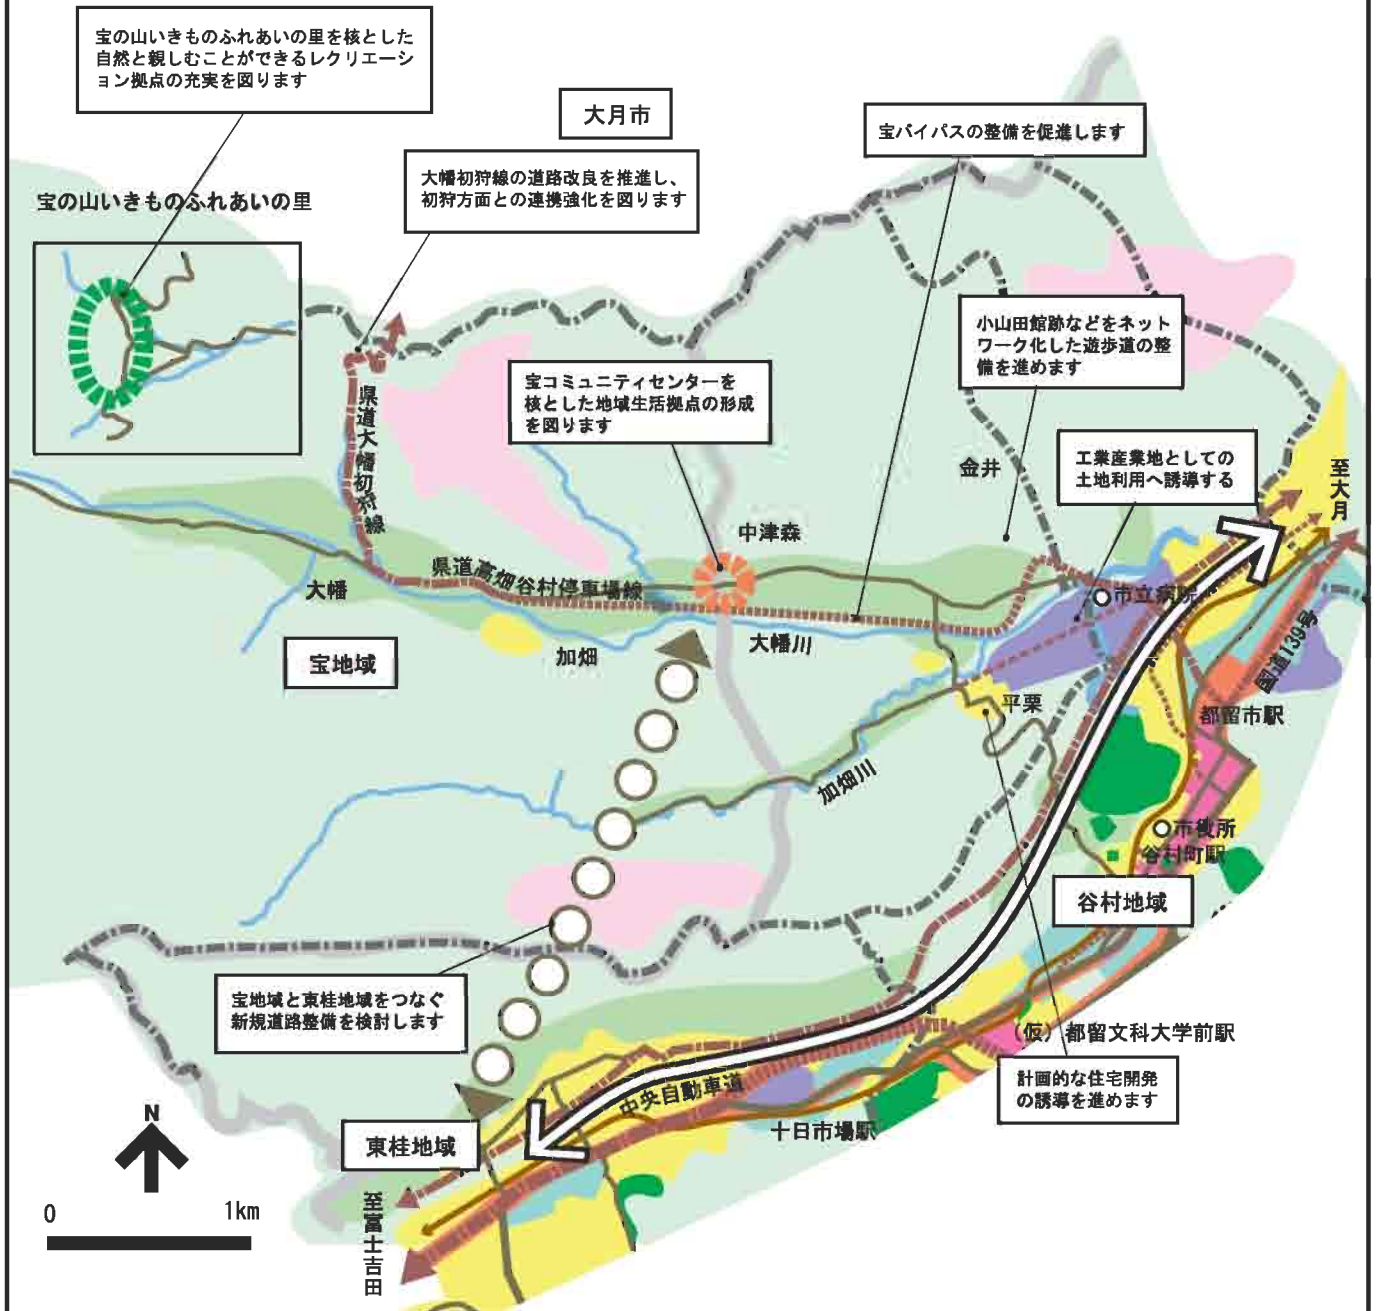 宝の山いきものふれあいの里を核とした
自然と親しむことができるレクリエーシ
ョン拠点の充実を図ります
大月市
宝バイパスの整備を促進します
大幡初狩線の道路改良を推進し、
初狩方面との連携強化を図ります
宝の山いきものふれあいの里
小山田館跡などをネット
ワーク化した遊歩道の整
備を進めます
宝コミュニティセンターを
核とした地域生活拠点の形成
を図ります
県道大幡初狩線
金井
工業産業地としての
土地利用へ誘導する
至大月
中津森
県道高畑谷村停車場線
大幡
市立病院
宝地域
加畑
大幡川
国道139号
平栗
都留市駅
加畑川
市役所
谷村町駅
谷村地域
宝地域と東桂地域をつなぐ
新規道路整備を検討します
(仮)都留文科大学前駅
計画的な住宅開発
の誘導を進めます
中央自動車道
十日市場駅
N
東桂地域
至富士吉田
0
1km